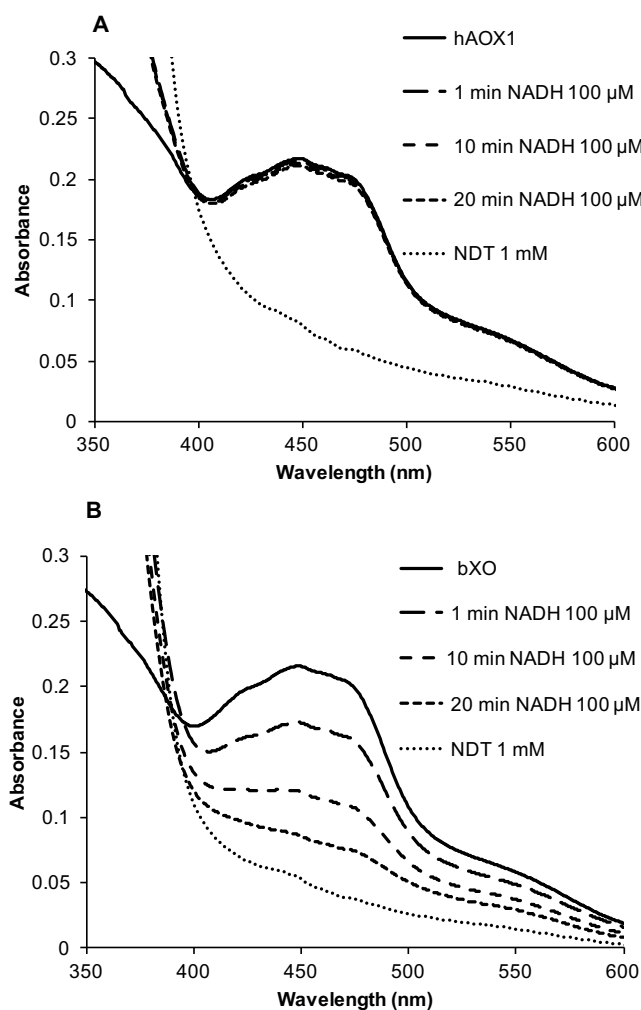 A
0.3
0.25
0.2
0.15
0.1
0.05
0
Absorbance
350 400 450 500 550 600
Wavelength (nm)
hAOX1
1 min NADH 100 µM
10 min NADH 100 µM
20 min NADH 100 µM
NDT 1 mM
B
0.3
0.25
0.2
0.15
0.1
0.05
0
Absorbance
350 400 450 500 550 600
Wavelength (nm)
bXO
1 min NADH 100 µM
10 min NADH 100 µM
20 min NADH 100 µM
NDT 1 mM